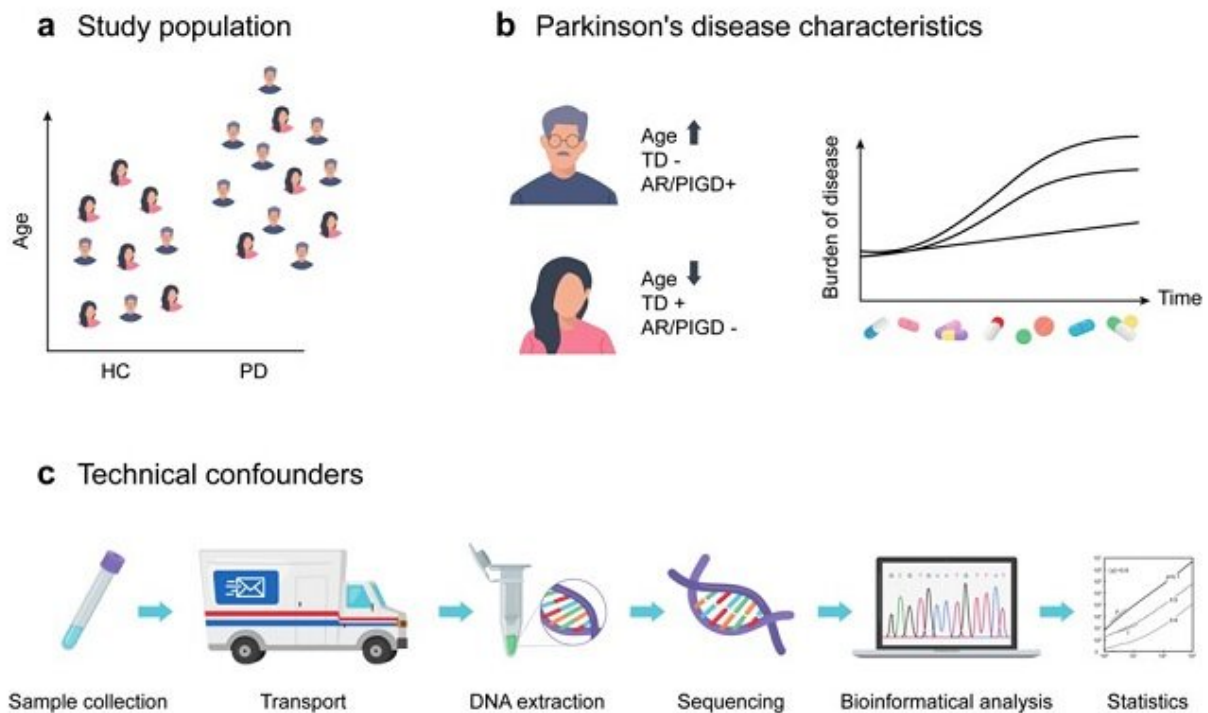 a Study population
Age
HC
PD
b Parkinson's disease characteristics
Age
TD -
AR/PIGD+
Age
TD +
AR/PIGD -
Burden of disease
Time
c Technical confounders
Sample collection
Transport
DNA extraction
Sequencing
Bioinformatical analysis
Statistics